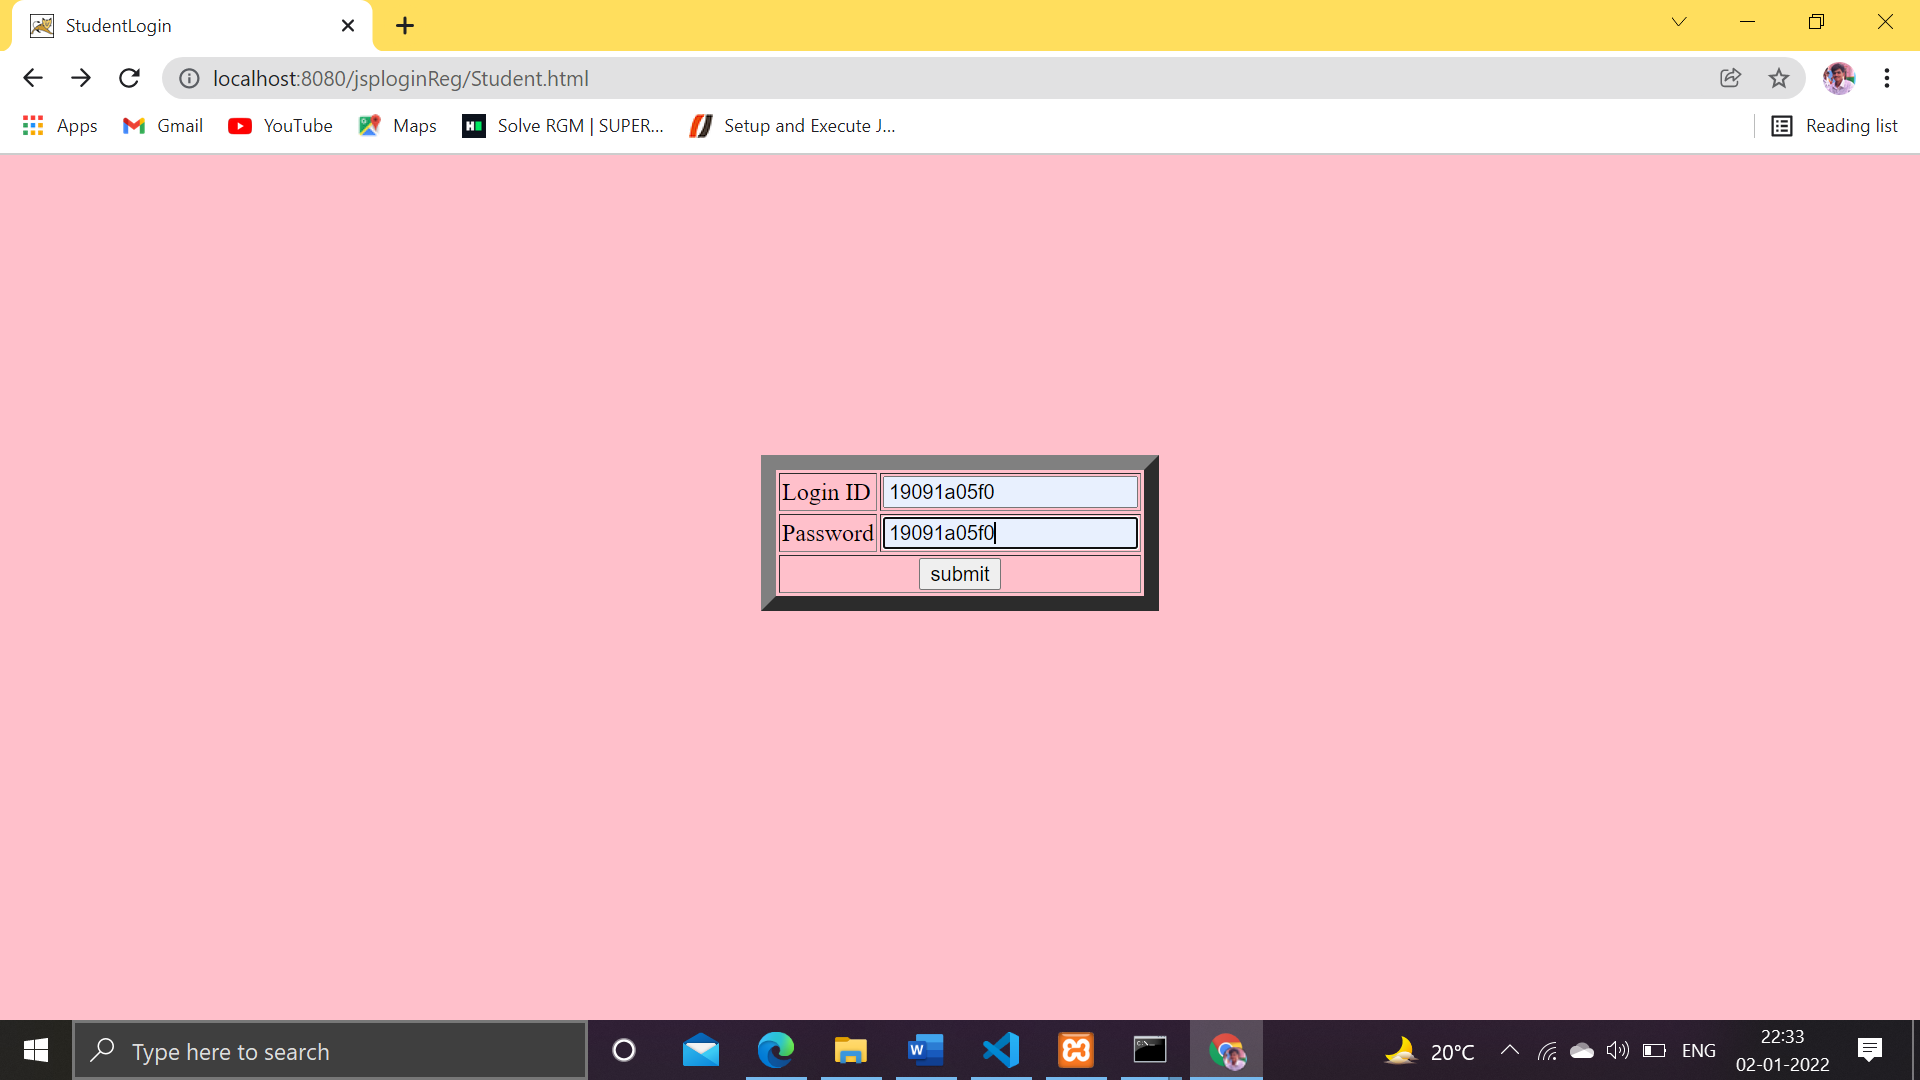 StudentLogin
localhost:8080/jsploginReg/Student.html
Apps Gmail YouTube Maps Solve RGM | SUPER... Setup and Execute J... Reading list
Login ID 19091a05f0
Password 19091a05f0
submit
Type here to search 20°C ENG 22:33
02-01-2022